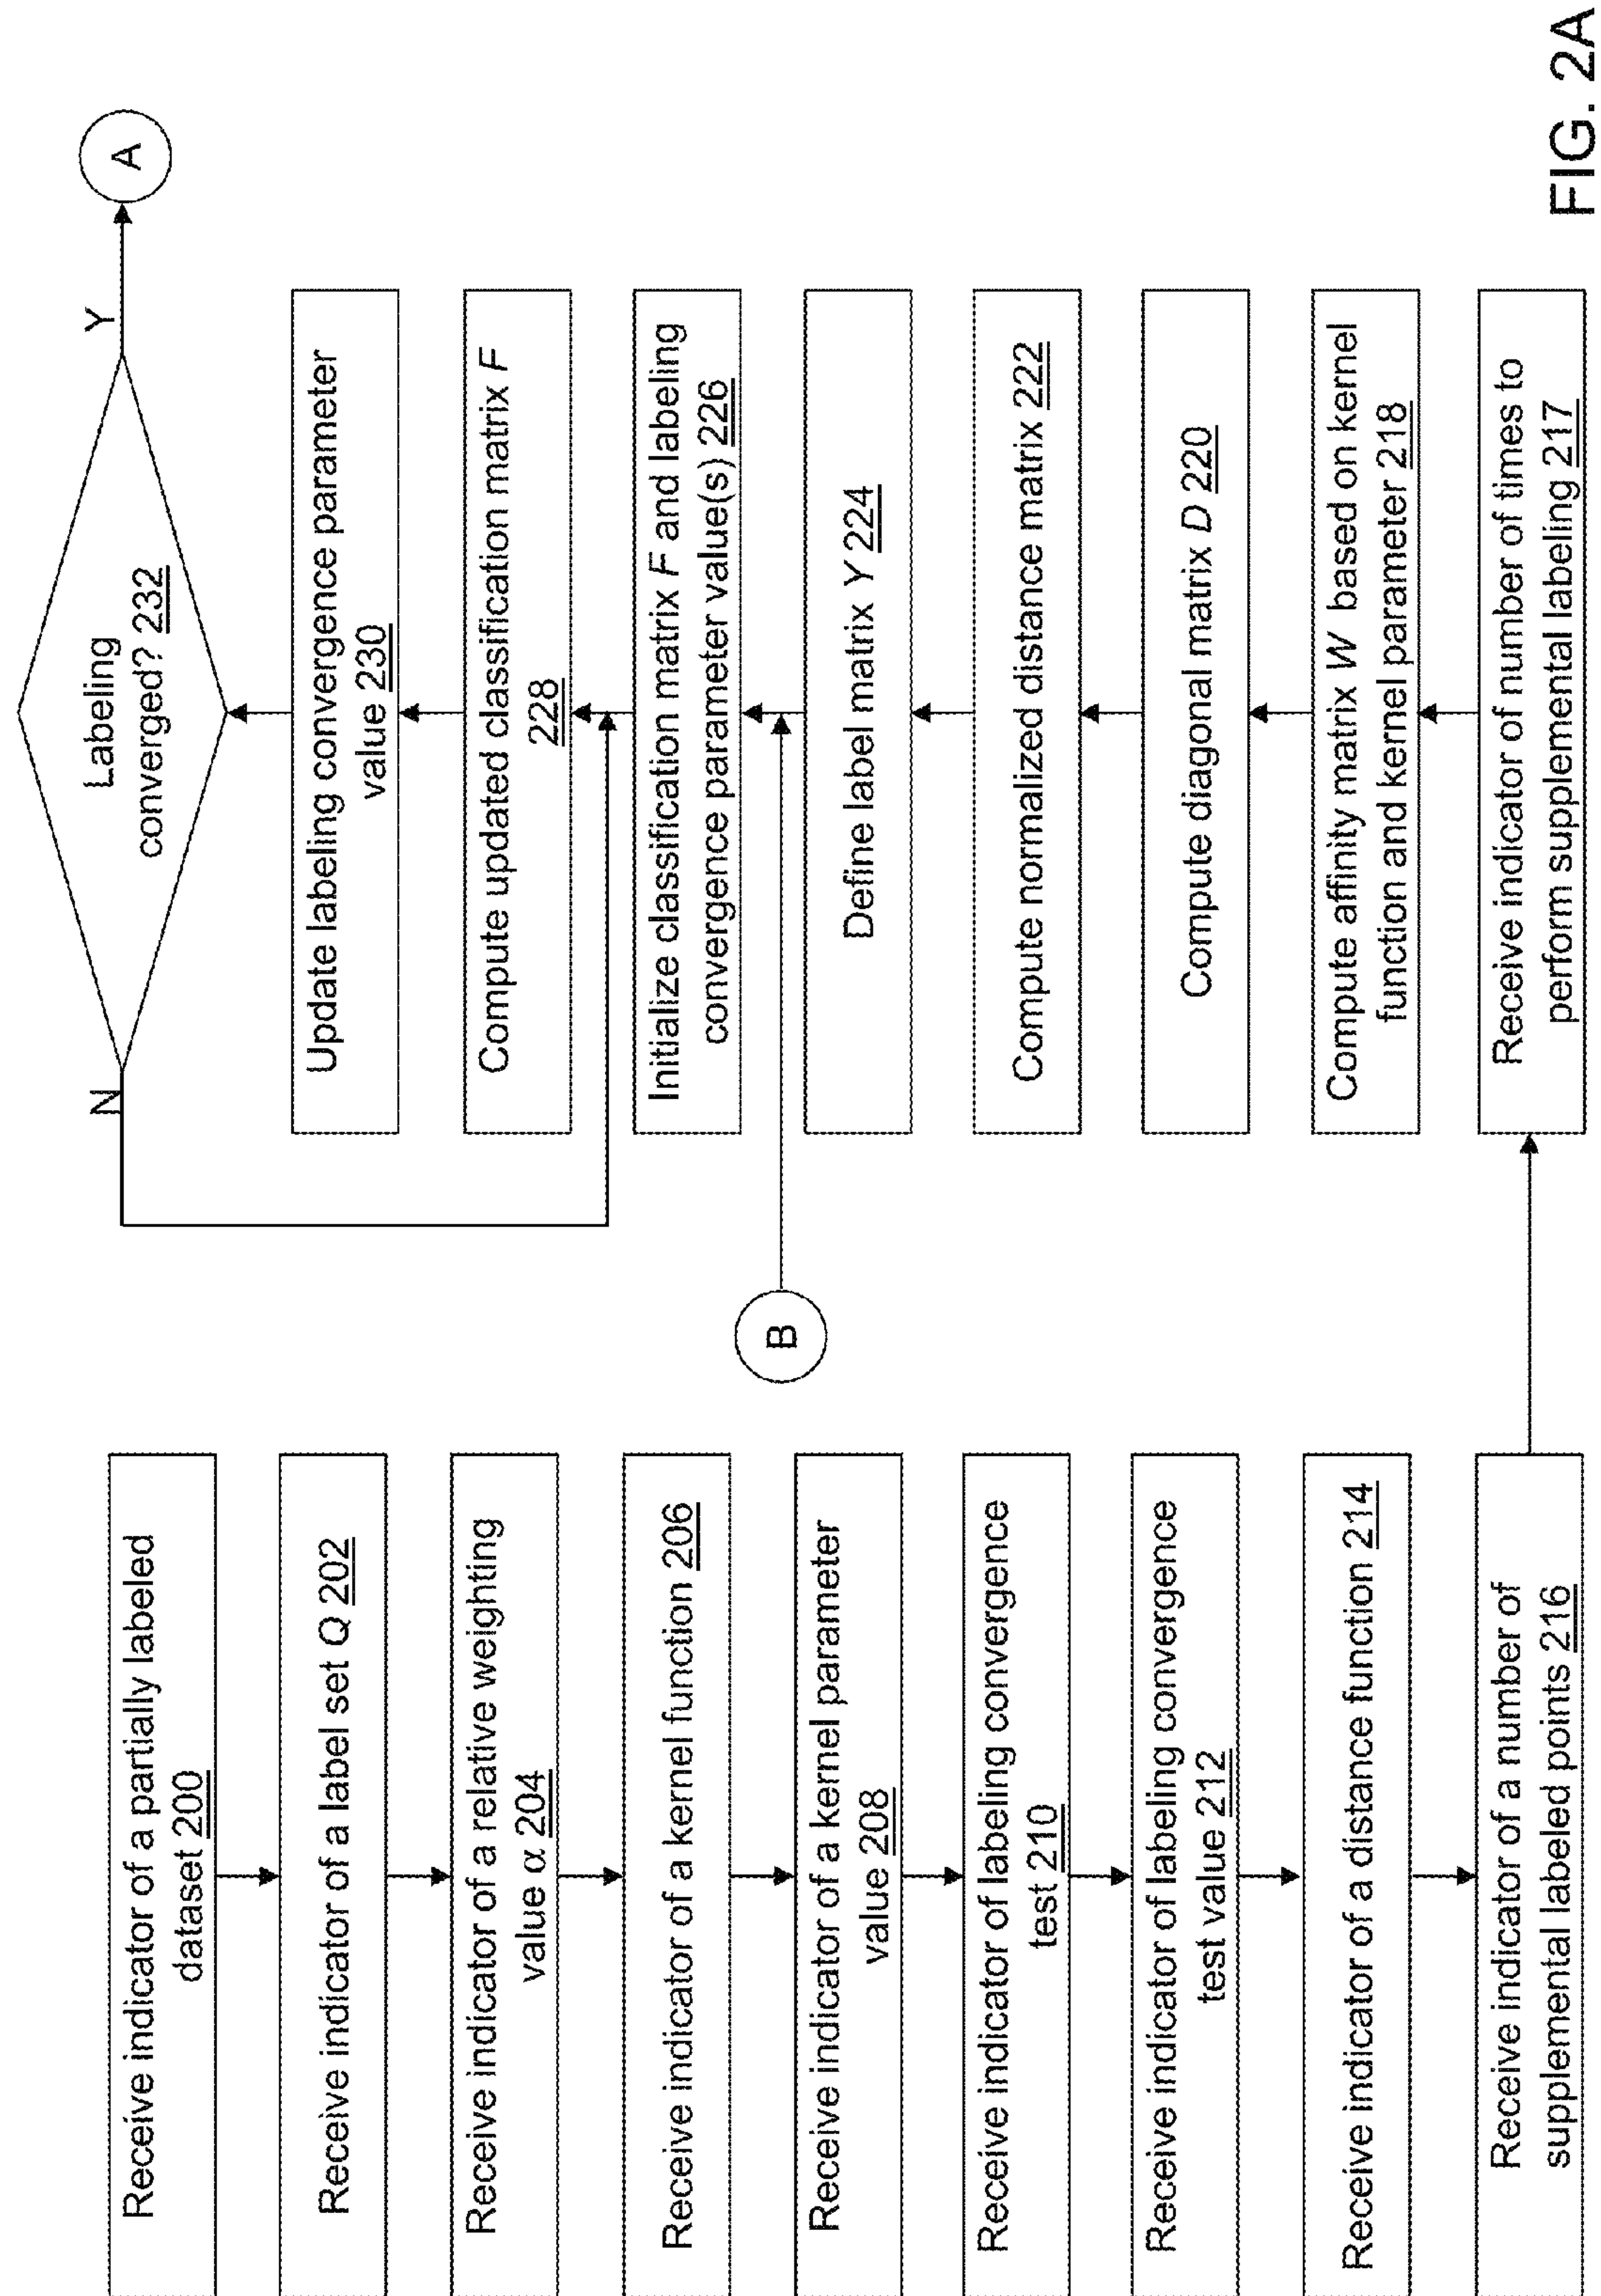 Receive indicator of a partially labeled
dataset 200
Receive indicator of a label set Q 202
Receive indicator of a relative weighting
value α 204
Receive indicator of a kernel function 206
Receive indicator of a kernel parameter
value 208
Receive indicator of labeling convergence
test 210
Receive indicator of labeling convergence
test value 212
Receive indicator of a distance function 214
Receive indicator of a number of
supplemental labeled points 216
B
N
Labeling
converged? 232
Y
A
Update labeling convergence parameter
value 230
Compute updated classification matrix F
228
Initialize classification matrix F and labeling
convergence parameter value(s) 226
Define label matrix Y 224
Compute normalized distance matrix 222
Compute diagonal matrix D 220
Compute affinity matrix W based on kernel
function and kernel parameter 218
Receive indicator of number of times to
perform supplemental labeling 217
FIG. 2A